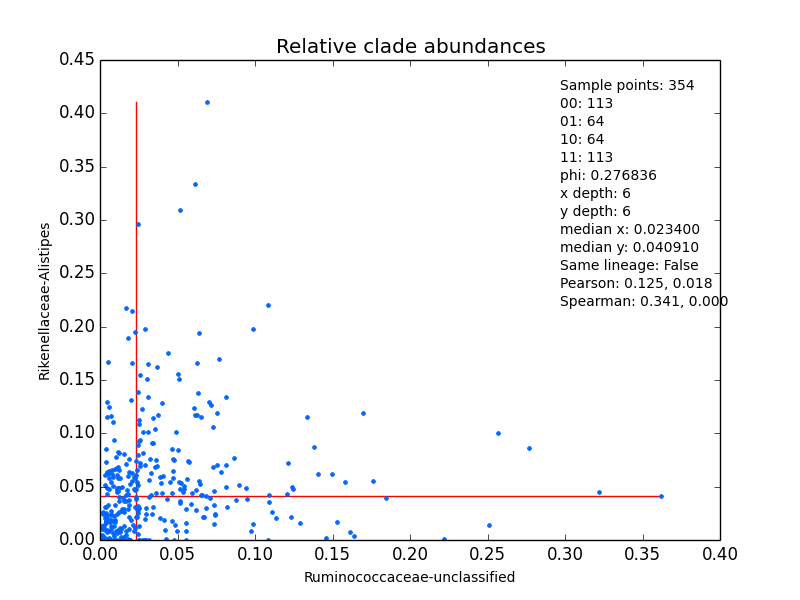 Relative clade abundances
0.45
0.40
0.35
0.30
0.25
0.20
0.15
0.10
0.05
0.00
Rikenellaceae-Alistipes
Sample points: 354
00: 113
01: 64
10: 64
11: 113
phi: 0.276836
x depth: 6
y depth: 6
median x: 0.023400
median y: 0.040910
Same lineage: False
Pearson: 0.125, 0.018
Spearman: 0.341, 0.000
0.00 0.05 0.10 0.15 0.20 0.25 0.30 0.35 0.40
Ruminococcaceae-unclassified